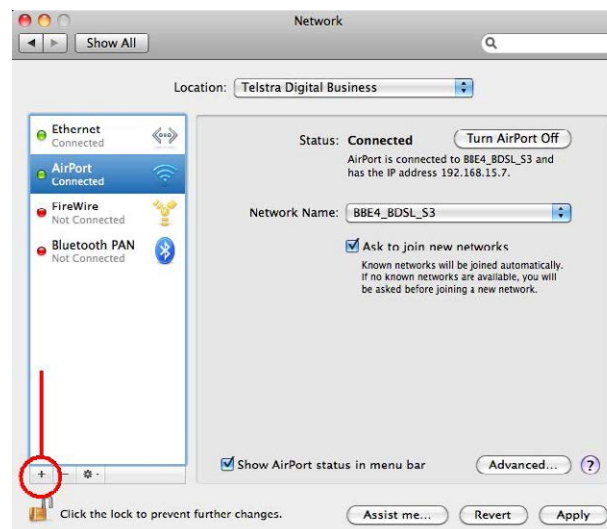 Network
Show All
Location: Telstra Digital Business
Ethernet
Connected
AirPort
Connected
FireWire
Not Connected
Bluetooth PAN
Not Connected
Status: Connected
Turn AirPort Off
AirPort is connected to BBE4_BDSL_S3 and
has the IP address 192.168.15.7.
Network Name: BBE4_BDSL_S3
Ask to join new networks
Known networks will be joined automatically.
If no known networks are available, you will
be asked before joining a new network.
+ −
Show AirPort status in menu bar
Advanced... ?
Click the lock to prevent further changes.
Assist me... Revert Apply